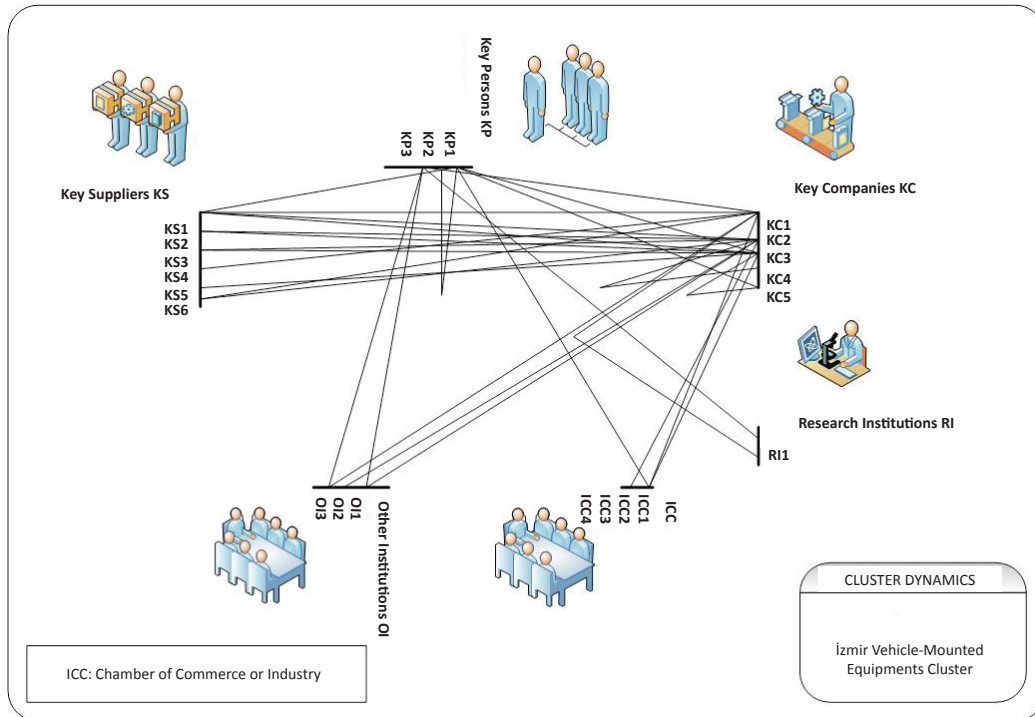 Key Persons KP
KP1
KP2
KP3
Key Suppliers KS
KS1
KS2
KS3
KS4
KS5
KS6
Key Companies KC
KC1
KC2
KC3
KC4
KC5
Research Institutions RI
RI1
Other Institutions OI
OI1
OI2
OI3
ICC
ICC1
ICC2
ICC3
ICC4
ICC: Chamber of Commerce or Industry
CLUSTER DYNAMICS
İzmir Vehicle-Mounted
Equipments Cluster